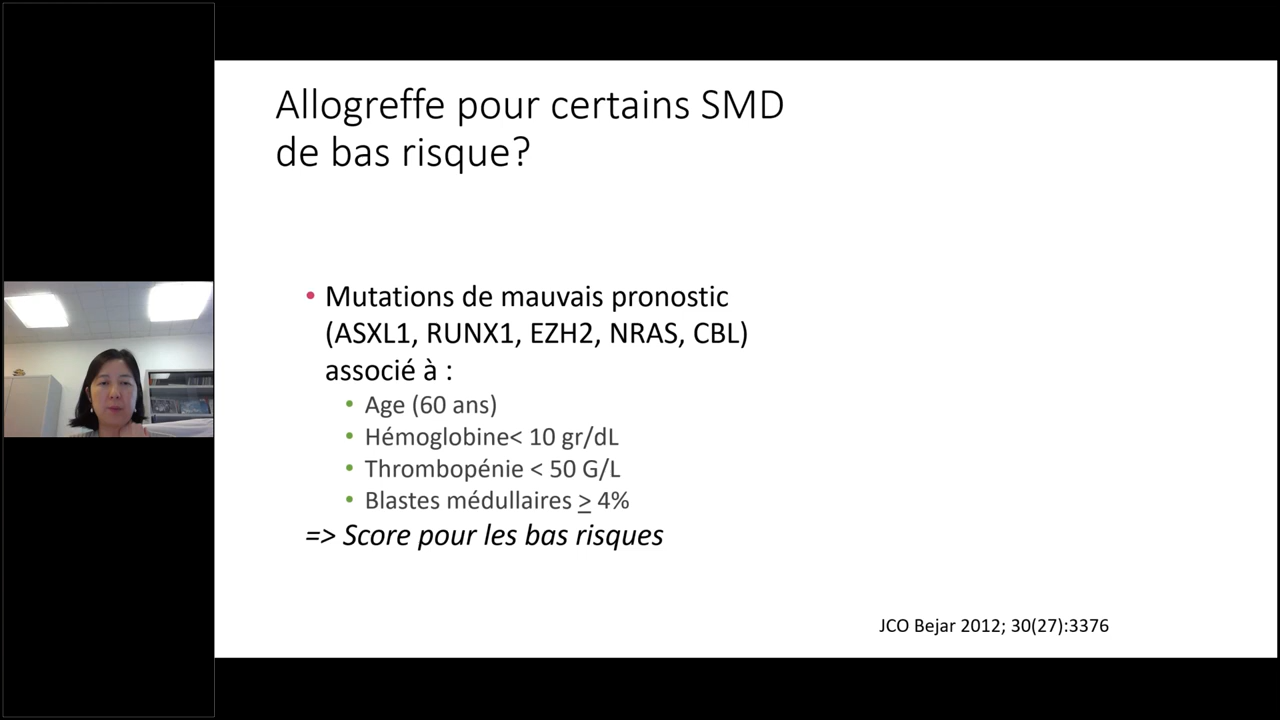 Allogreffe pour certains SMD
de bas risque?
• Mutations de mauvais pronostic
(ASXL1, RUNX1, EZH2, NRAS, CBL)
associé à :
• Age (60 ans)
• Hémoglobine< 10 gr/dL
• Thrombopénie < 50 G/L
• Blastes médullaires ≥ 4%
=> Score pour les bas risques
JCO Bejar 2012; 30(27):3376